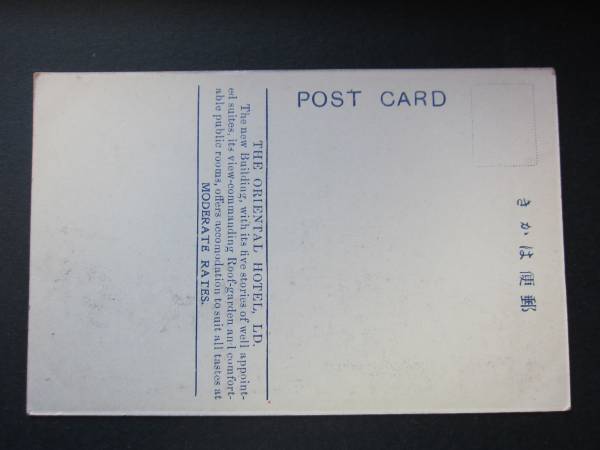 POST CARD
きかは便郵
THE ORIENTAL HOTEL, LD.
The new Building, with its five stories of well appoint-
ed suites, its view-commanding Roof-garden and comfort-
able public rooms, offers accomodation to suit all tastes at
MODERATE RATES.